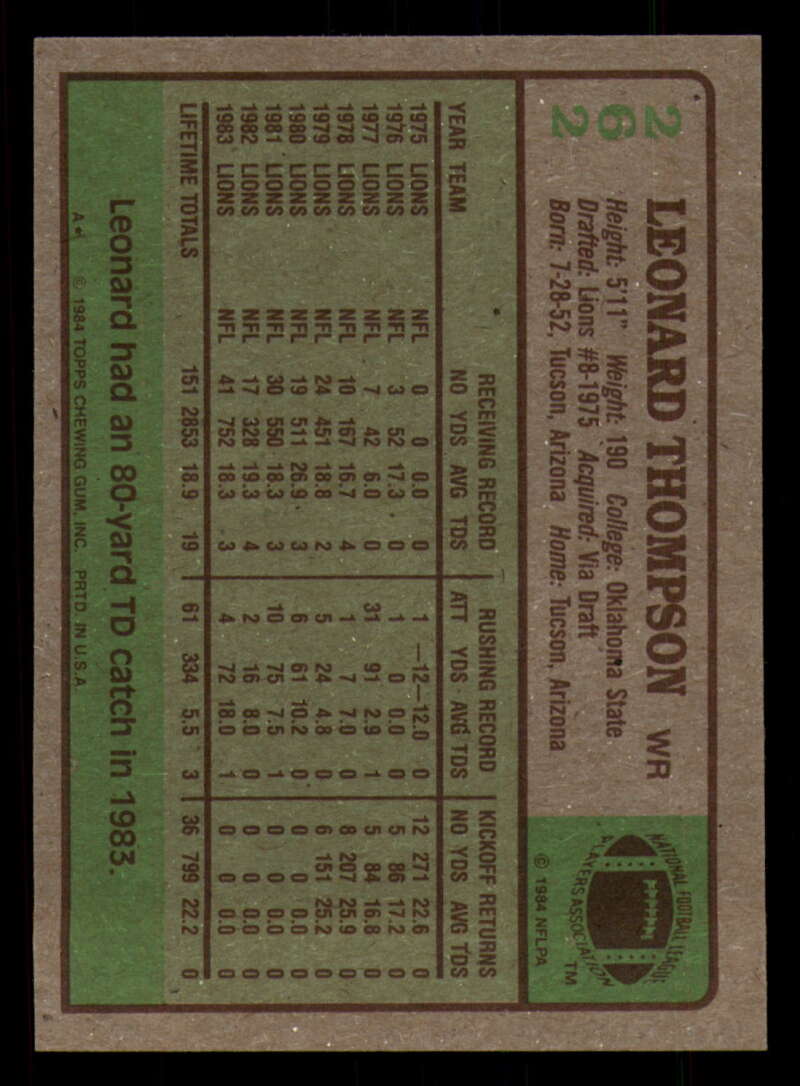 262
LEONARD THOMPSON WR
Height: 5'11" Weight: 190 College: Oklahoma State
Drafted: Lions #8-1975 Acquired: Via Draft
Born: 7-28-52, Tucson, Arizona Home: Tucson, Arizona
NATIONAL FOOTBALL LEAGUE
PLAYERS ASSOCIATION
TM
© 1984 NFLPA
RECEIVING RECORD RUSHING RECORD KICKOFF RETURNS
YEAR TEAM NO YDS AVG TDS ATT YDS AVG TDS NO YDS AVG TDS
1975 LIONS NFL 0 0 0.0 0 1 —12 —12.0 0 12 271 22.6 0
1976 LIONS NFL 3 52 17.3 0 1 0 0.0 0 5 86 17.2 0
1977 LIONS NFL 7 42 6.0 0 31 91 2.9 1 5 84 16.8 0
1978 LIONS NFL 10 167 16.7 4 1 7 7.0 0 8 207 25.9 0
1979 LIONS NFL 24 451 18.8 2 5 24 4.8 0 6 151 25.2 0
1980 LIONS NFL 19 511 26.9 3 6 61 10.2 0 0 0 0.0 0
1981 LIONS NFL 30 550 18.3 3 10 75 7.5 1 0 0 0.0 0
1982 LIONS NFL 17 328 19.3 4 2 16 8.0 0 0 0 0.0 0
1983 LIONS NFL 41 752 18.3 3 4 72 18.0 1 0 0 0.0 0
LIFETIME TOTALS 151 2853 18.9 19 61 334 5.5 3 36 799 22.2 0
Leonard had an 80-yard TD catch in 1983.
A* © 1984 TOPPS CHEWING GUM, INC. PRTD. IN U.S.A.